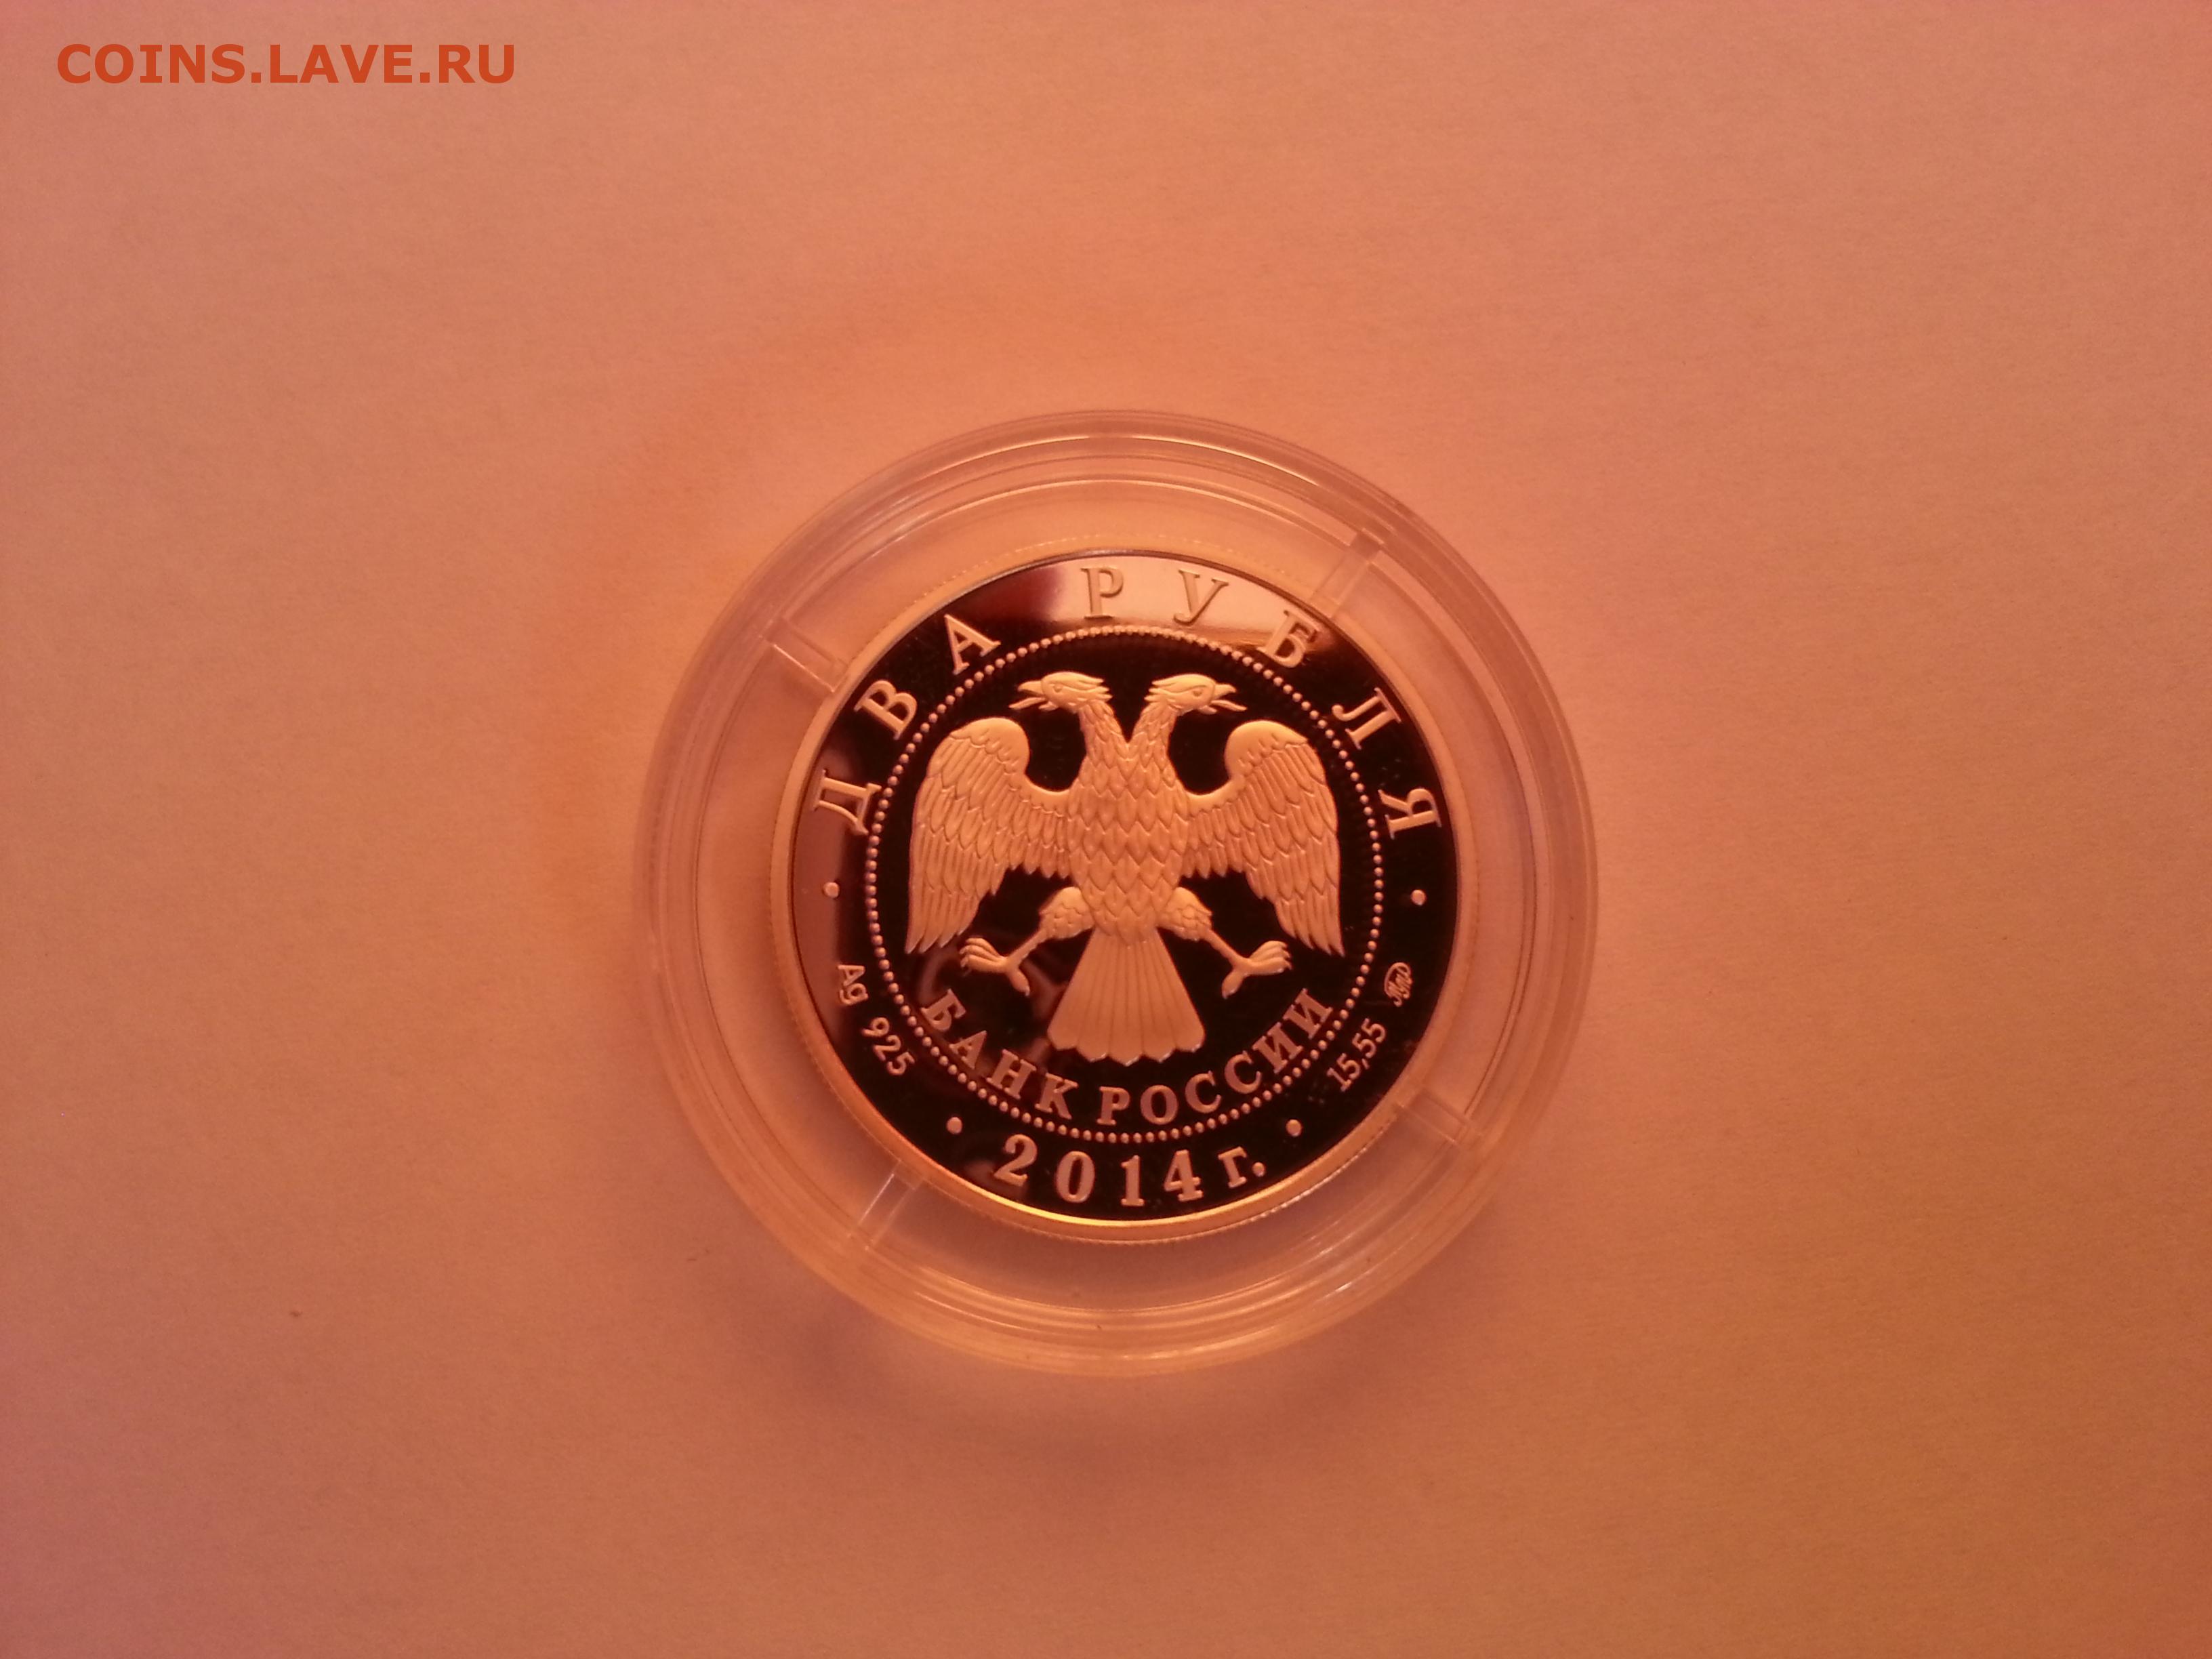 COINS.LAVE.RU
· ДВА РУБЛЯ ·
БАНК РОССИИ
Ag 925 · 2014 г. · 15,55